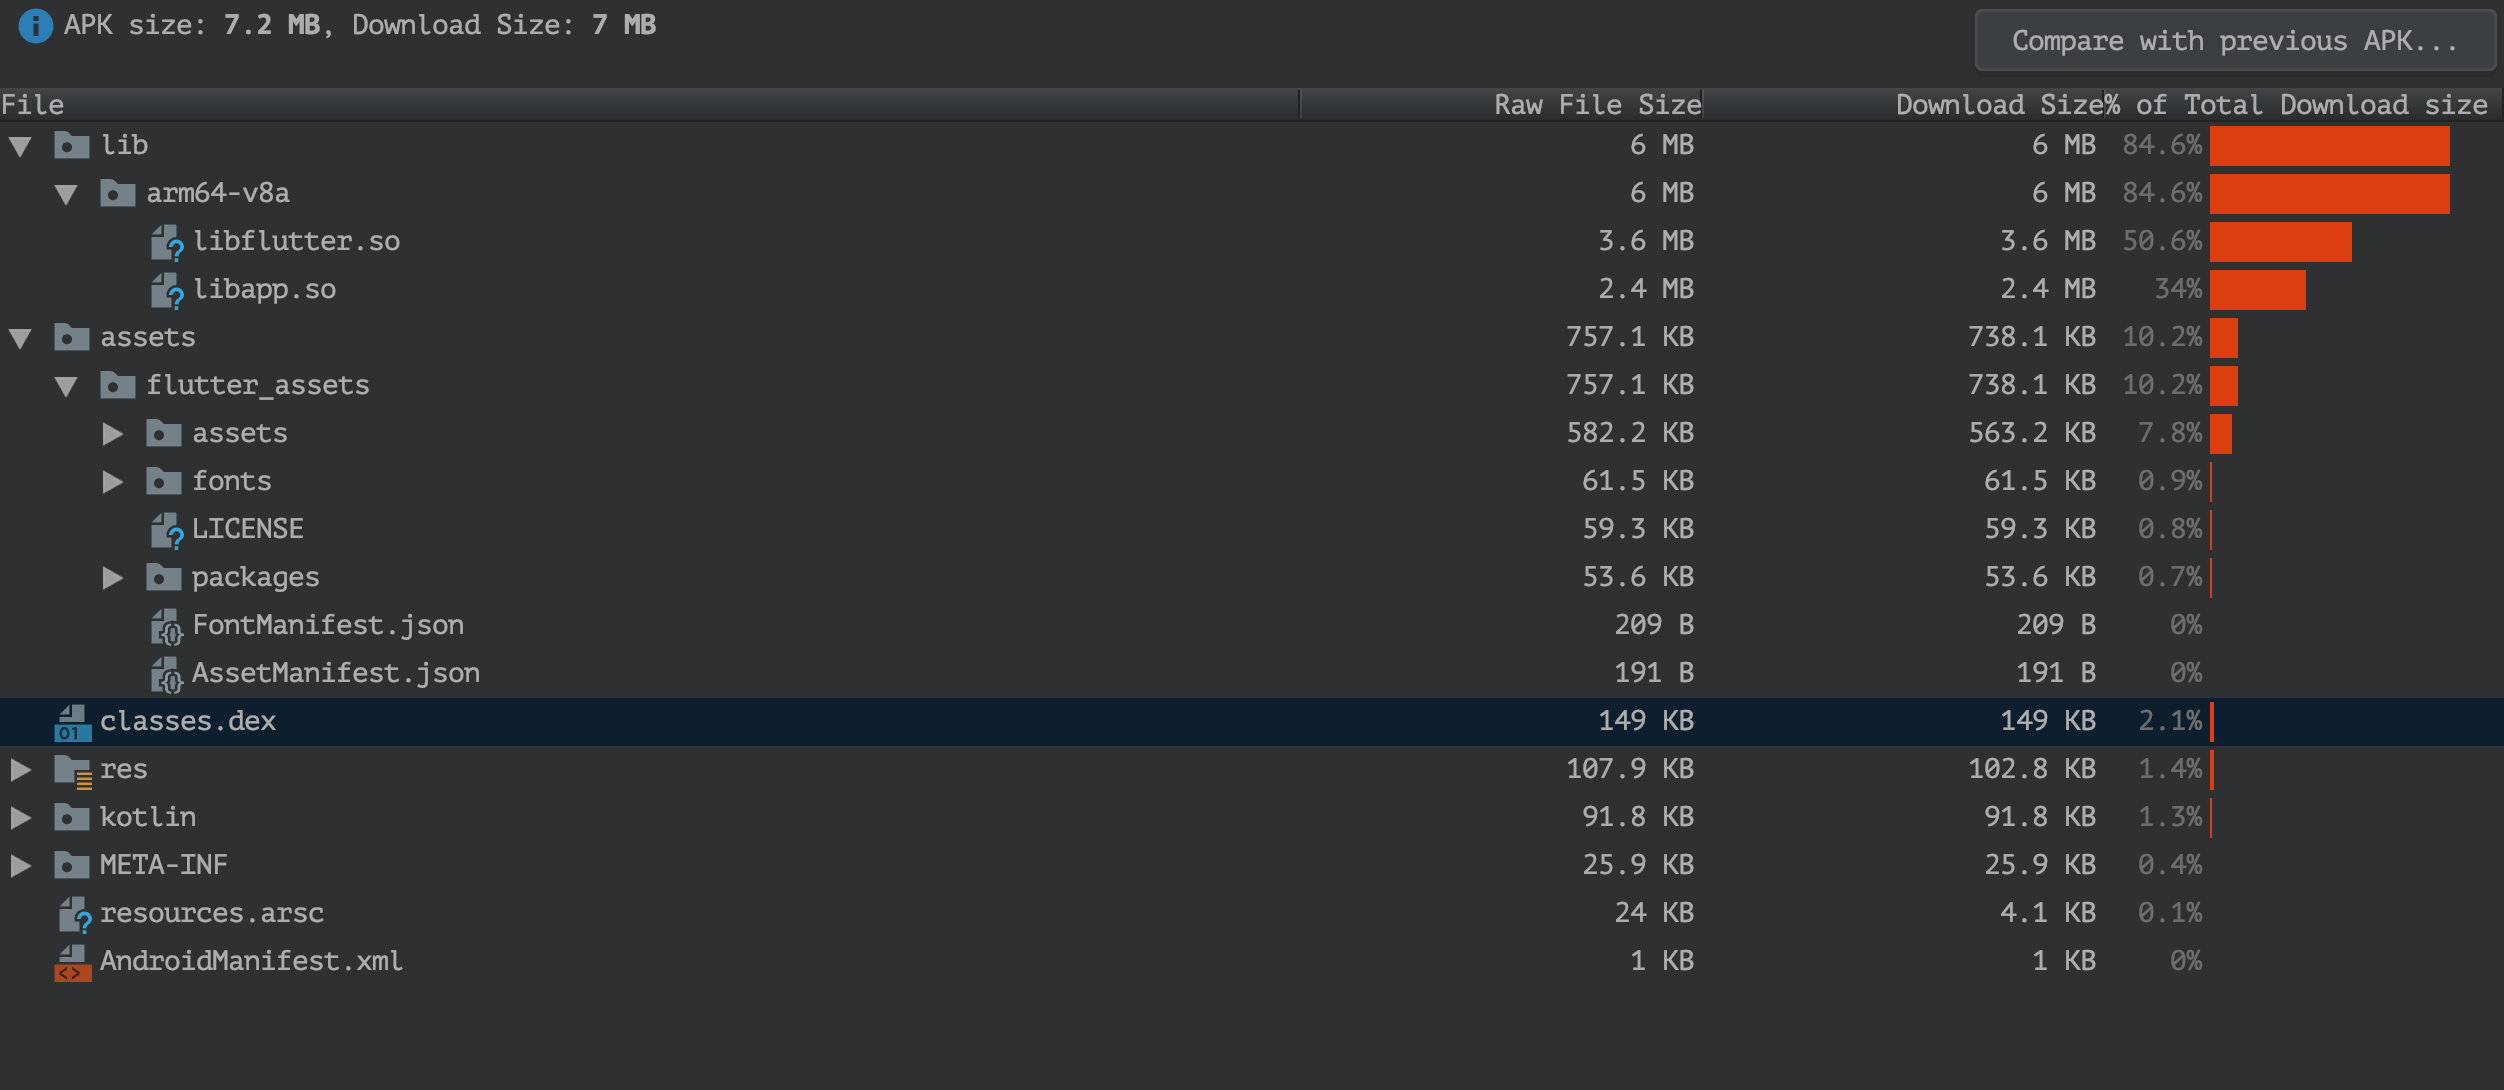 APK size: 7.2 MB, Download Size: 7 MB
Compare with previous APK...
File Raw File Size Download Size % of Total Download size
lib 6 MB 6 MB 84.6%
arm64-v8a 6 MB 6 MB 84.6%
libflutter.so 3.6 MB 3.6 MB 50.6%
libapp.so 2.4 MB 2.4 MB 34%
assets 757.1 KB 738.1 KB 10.2%
flutter_assets 757.1 KB 738.1 KB 10.2%
assets 582.2 KB 563.2 KB 7.8%
fonts 61.5 KB 61.5 KB 0.9%
LICENSE 59.3 KB 59.3 KB 0.8%
packages 53.6 KB 53.6 KB 0.7%
FontManifest.json 209 B 209 B 0%
AssetManifest.json 191 B 191 B 0%
classes.dex 149 KB 149 KB 2.1%
res 107.9 KB 102.8 KB 1.4%
kotlin 91.8 KB 91.8 KB 1.3%
META-INF 25.9 KB 25.9 KB 0.4%
resources.arsc 24 KB 4.1 KB 0.1%
AndroidManifest.xml 1 KB 1 KB 0%